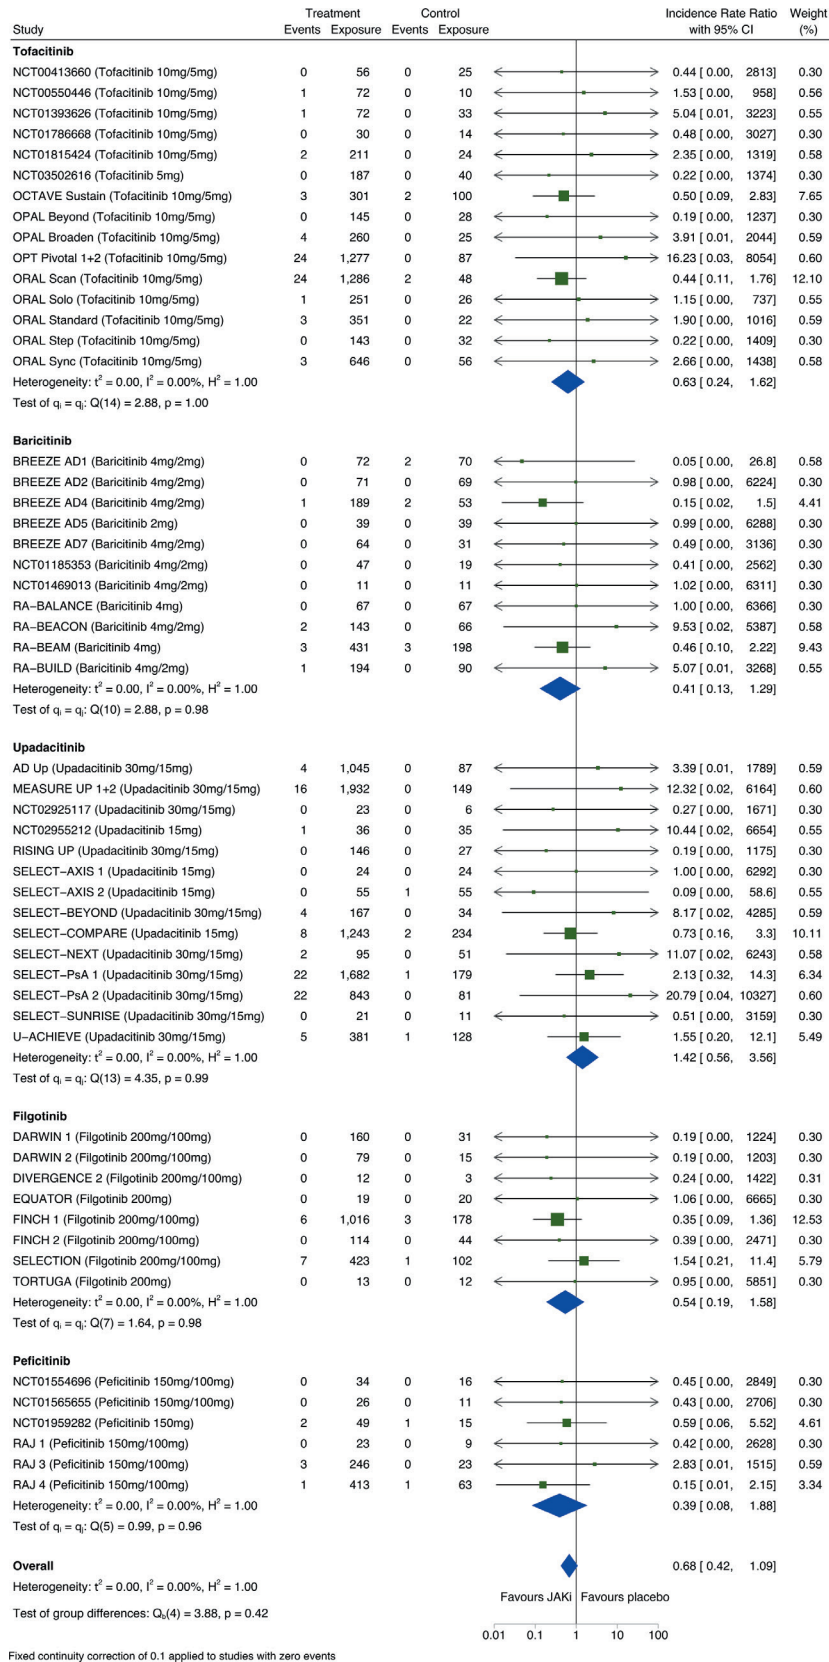 Treatment Control Incidence Rate Ratio Weight
Study Events Exposure Events Exposure with 95% CI (%)
Tofacitinib
NCT00413660 (Tofacitinib 10mg/5mg) 0 56 0 25 0.44 [ 0.00, 2813] 0.30
NCT00550446 (Tofacitinib 10mg/5mg) 1 72 0 10 1.53 [ 0.00, 958] 0.56
NCT01393626 (Tofacitinib 10mg/5mg) 1 72 0 33 5.04 [ 0.01, 3223] 0.55
NCT01786668 (Tofacitinib 10mg/5mg) 0 30 0 14 0.48 [ 0.00, 3027] 0.30
NCT01815424 (Tofacitinib 10mg/5mg) 2 211 0 24 2.35 [ 0.00, 1319] 0.58
NCT03502616 (Tofacitinib 5mg) 0 187 0 40 0.22 [ 0.00, 1374] 0.30
OCTAVE Sustain (Tofacitinib 10mg/5mg) 3 301 2 100 0.50 [ 0.09, 2.83] 7.65
OPAL Beyond (Tofacitinib 10mg/5mg) 0 145 0 28 0.19 [ 0.00, 1237] 0.30
OPAL Broaden (Tofacitinib 10mg/5mg) 4 260 0 25 3.91 [ 0.01, 2044] 0.59
OPT Pivotal 1+2 (Tofacitinib 10mg/5mg) 24 1,277 0 87 16.23 [ 0.03, 8054] 0.60
ORAL Scan (Tofacitinib 10mg/5mg) 24 1,286 2 48 0.44 [ 0.11, 1.76] 12.10
ORAL Solo (Tofacitinib 10mg/5mg) 1 251 0 26 1.15 [ 0.00, 737] 0.55
ORAL Standard (Tofacitinib 10mg/5mg) 3 351 0 22 1.90 [ 0.00, 1016] 0.59
ORAL Step (Tofacitinib 10mg/5mg) 0 143 0 32 0.22 [ 0.00, 1409] 0.30
ORAL Sync (Tofacitinib 10mg/5mg) 3 646 0 56 2.66 [ 0.00, 1438] 0.58
Heterogeneity: t² = 0.00, I² = 0.00%, H² = 1.00 0.63 [ 0.24, 1.62]
Test of qᵢ = qⱼ: Q(14) = 2.88, p = 1.00
Baricitinib
BREEZE AD1 (Baricitinib 4mg/2mg) 0 72 2 70 0.05 [ 0.00, 26.8] 0.58
BREEZE AD2 (Baricitinib 4mg/2mg) 0 71 0 69 0.98 [ 0.00, 6224] 0.30
BREEZE AD4 (Baricitinib 4mg/2mg) 1 189 2 53 0.15 [ 0.02, 1.5] 4.41
BREEZE AD5 (Baricitinib 2mg) 0 39 0 39 0.99 [ 0.00, 6288] 0.30
BREEZE AD7 (Baricitinib 4mg/2mg) 0 64 0 31 0.49 [ 0.00, 3136] 0.30
NCT01185353 (Baricitinib 4mg/2mg) 0 47 0 19 0.41 [ 0.00, 2562] 0.30
NCT01469013 (Baricitinib 4mg/2mg) 0 11 0 11 1.02 [ 0.00, 6311] 0.30
RA−BALANCE (Baricitinib 4mg) 0 67 0 67 1.00 [ 0.00, 6366] 0.30
RA−BEACON (Baricitinib 4mg/2mg) 2 143 0 66 9.53 [ 0.02, 5387] 0.58
RA−BEAM (Baricitinib 4mg) 3 431 3 198 0.46 [ 0.10, 2.22] 9.43
RA−BUILD (Baricitinib 4mg/2mg) 1 194 0 90 5.07 [ 0.01, 3268] 0.55
Heterogeneity: t² = 0.00, I² = 0.00%, H² = 1.00 0.41 [ 0.13, 1.29]
Test of qᵢ = qⱼ: Q(10) = 2.88, p = 0.98
Upadacitinib
AD Up (Upadacitinib 30mg/15mg) 4 1,045 0 87 3.39 [ 0.01, 1789] 0.59
MEASURE UP 1+2 (Upadacitinib 30mg/15mg) 16 1,932 0 149 12.32 [ 0.02, 6164] 0.60
NCT02925117 (Upadacitinib 30mg/15mg) 0 23 0 6 0.27 [ 0.00, 1671] 0.30
NCT02955212 (Upadacitinib 15mg) 1 36 0 35 10.44 [ 0.02, 6654] 0.55
RISING UP (Upadacitinib 30mg/15mg) 0 146 0 27 0.19 [ 0.00, 1175] 0.30
SELECT−AXIS 1 (Upadacitinib 15mg) 0 24 0 24 1.00 [ 0.00, 6292] 0.30
SELECT−AXIS 2 (Upadacitinib 15mg) 0 55 1 55 0.09 [ 0.00, 58.6] 0.55
SELECT−BEYOND (Upadacitinib 30mg/15mg) 4 167 0 34 8.17 [ 0.02, 4285] 0.59
SELECT−COMPARE (Upadacitinib 15mg) 8 1,243 2 234 0.73 [ 0.16, 3.3] 10.11
SELECT−NEXT (Upadacitinib 30mg/15mg) 2 95 0 51 11.07 [ 0.02, 6243] 0.58
SELECT−PsA 1 (Upadacitinib 30mg/15mg) 22 1,682 1 179 2.13 [ 0.32, 14.3] 6.34
SELECT−PsA 2 (Upadacitinib 30mg/15mg) 22 843 0 81 20.79 [ 0.04, 10327] 0.60
SELECT−SUNRISE (Upadacitinib 30mg/15mg) 0 21 0 11 0.51 [ 0.00, 3159] 0.30
U−ACHIEVE (Upadacitinib 30mg/15mg) 5 381 1 128 1.55 [ 0.20, 12.1] 5.49
Heterogeneity: t² = 0.00, I² = 0.00%, H² = 1.00 1.42 [ 0.56, 3.56]
Test of qᵢ = qⱼ: Q(13) = 4.35, p = 0.99
Filgotinib
DARWIN 1 (Filgotinib 200mg/100mg) 0 160 0 31 0.19 [ 0.00, 1224] 0.30
DARWIN 2 (Filgotinib 200mg/100mg) 0 79 0 15 0.19 [ 0.00, 1203] 0.30
DIVERGENCE 2 (Filgotinib 200mg/100mg) 0 12 0 3 0.24 [ 0.00, 1422] 0.31
EQUATOR (Filgotinib 200mg) 0 19 0 20 1.06 [ 0.00, 6665] 0.30
FINCH 1 (Filgotinib 200mg/100mg) 6 1,016 3 178 0.35 [ 0.09, 1.36] 12.53
FINCH 2 (Filgotinib 200mg/100mg) 0 114 0 44 0.39 [ 0.00, 2471] 0.30
SELECTION (Filgotinib 200mg/100mg) 7 423 1 102 1.54 [ 0.21, 11.4] 5.79
TORTUGA (Filgotinib 200mg) 0 13 0 12 0.95 [ 0.00, 5851] 0.30
Heterogeneity: t² = 0.00, I² = 0.00%, H² = 1.00 0.54 [ 0.19, 1.58]
Test of qᵢ = qⱼ: Q(7) = 1.64, p = 0.98
Peficitinib
NCT01554696 (Peficitinib 150mg/100mg) 0 34 0 16 0.45 [ 0.00, 2849] 0.30
NCT01565655 (Peficitinib 150mg/100mg) 0 26 0 11 0.43 [ 0.00, 2706] 0.30
NCT01959282 (Peficitinib 150mg) 2 49 1 15 0.59 [ 0.06, 5.52] 4.61
RAJ 1 (Peficitinib 150mg/100mg) 0 23 0 9 0.42 [ 0.00, 2628] 0.30
RAJ 3 (Peficitinib 150mg/100mg) 3 246 0 23 2.83 [ 0.01, 1515] 0.59
RAJ 4 (Peficitinib 150mg/100mg) 1 413 1 63 0.15 [ 0.01, 2.15] 3.34
Heterogeneity: t² = 0.00, I² = 0.00%, H² = 1.00 0.39 [ 0.08, 1.88]
Test of qᵢ = qⱼ: Q(5) = 0.99, p = 0.96
Overall 0.68 [ 0.42, 1.09]
Heterogeneity: t² = 0.00, I² = 0.00%, H² = 1.00
Favours JAKi Favours placebo
Test of group differences: Q_b(4) = 3.88, p = 0.42
0.01 0.1 1 10 100
Fixed continuity correction of 0.1 applied to studies with zero events